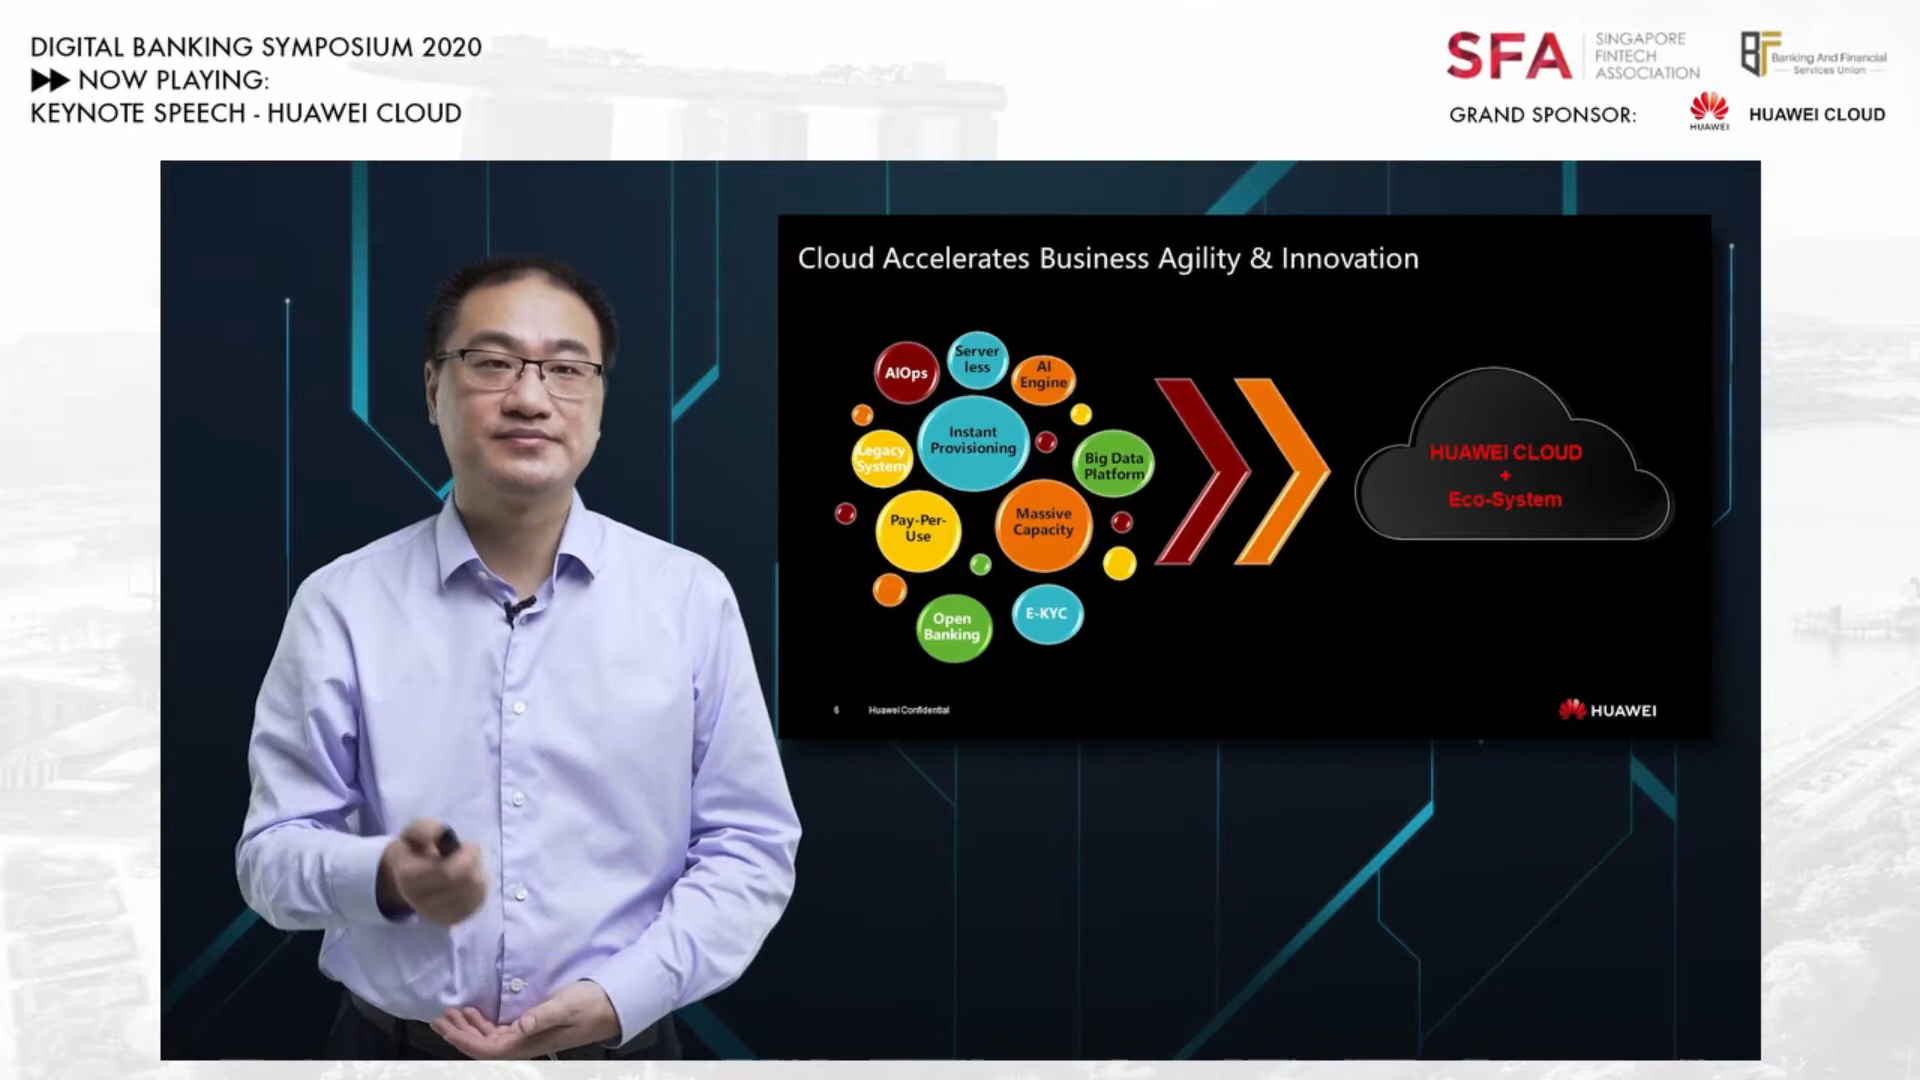 DIGITAL BANKING SYMPOSIUM 2020
NOW PLAYING:
KEYNOTE SPEECH - HUAWEI CLOUD
SFA
SINGAPORE
FINTECH
ASSOCIATION
BF
Banking And Financial
Services Union
GRAND SPONSOR:
HUAWEI
HUAWEI CLOUD
Cloud Accelerates Business Agility & Innovation
AIOps
Server
less
AI
Engine
Instant
Provisioning
Legacy
System
Big Data
Platform
Pay-Per-
Use
Massive
Capacity
Open
Banking
E-KYC
HUAWEI CLOUD
+
Eco-System
6
Huawei Confidential
HUAWEI